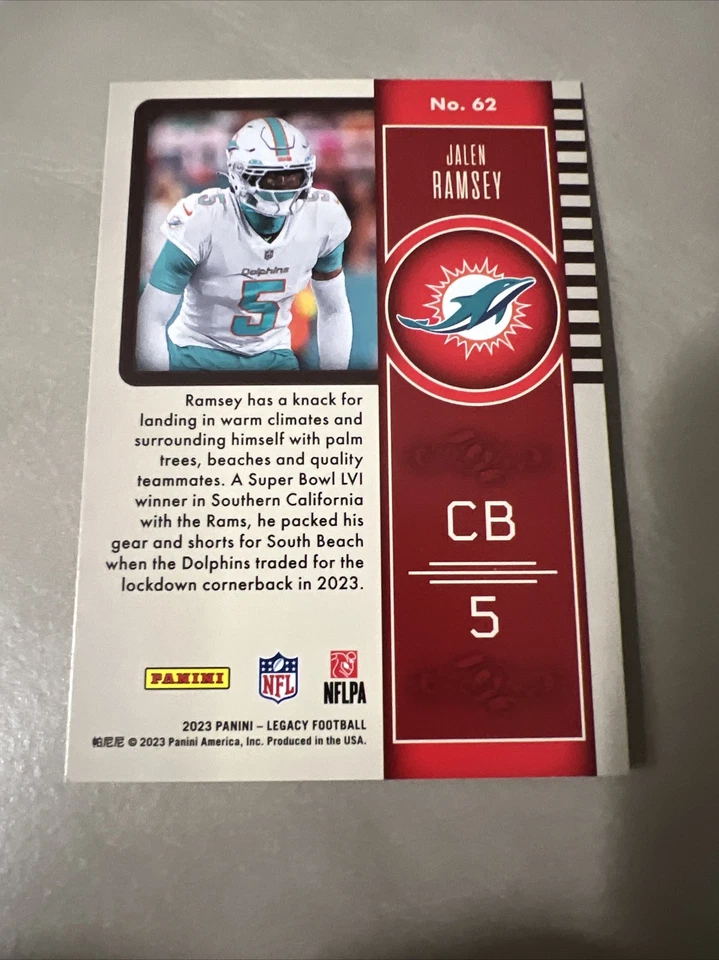 No. 62
JALEN
RAMSEY
5
Dolphins
5
Ramsey has a knack for
landing in warm climates and
surrounding himself with palm
trees, beaches and quality
teammates. A Super Bowl LVI
winner in Southern California
with the Rams, he packed his
gear and shorts for South Beach
when the Dolphins traded for the
lockdown cornerback in 2023.
CB
5
PANINI
NFL
NFLPA
2023 PANINI – LEGACY FOOTBALL
帕尼尼 © 2023 Panini America, Inc. Produced in the USA.